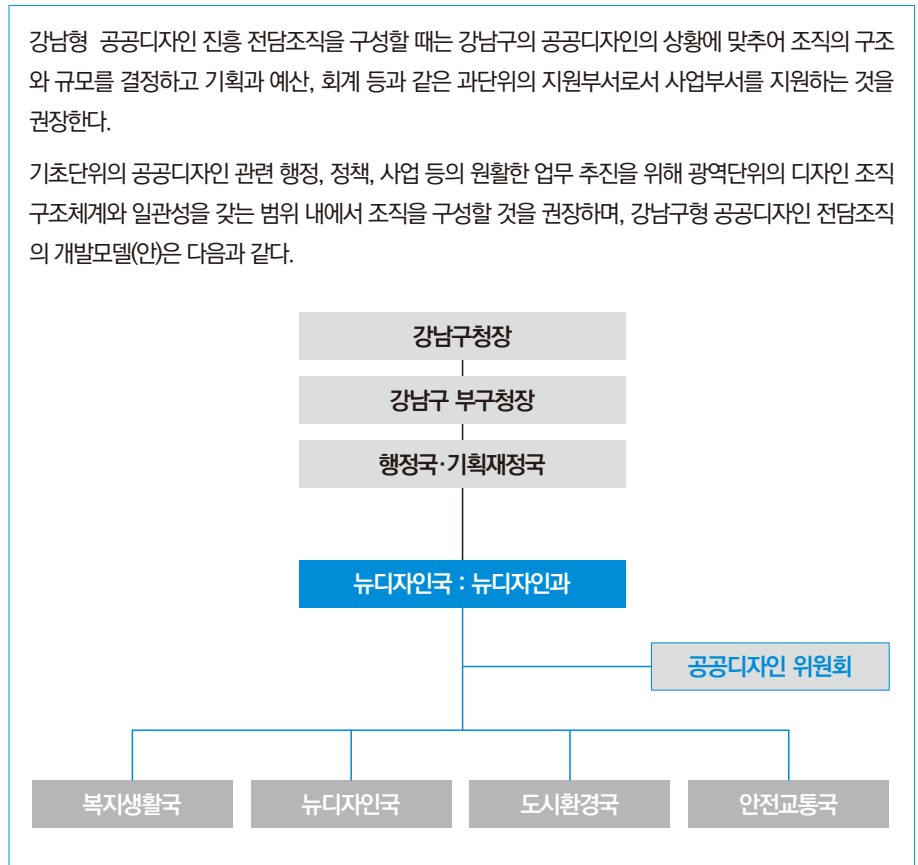 강남형 공공디자인 진흥 전담조직을 구성할 때는 강남구의 공공디자인의 상황에 맞추어 조직의 구조
와 규모를 결정하고 기획과 예산, 회계 등과 같은 과단위의 지원부서로서 사업부서를 지원하는 것을
권장한다.
기초단위의 공공디자인 관련 행정, 정책, 사업 등의 원활한 업무 추진을 위해 광역단위의 디자인 조직
구조체계와 일관성을 갖는 범위 내에서 조직을 구성할 것을 권장하며, 강남구형 공공디자인 전담조직
의 개발모델(안)은 다음과 같다.
강남구청장
강남구 부구청장
행정국·기획재정국
뉴디자인국 : 뉴디자인과
공공디자인 위원회
복지생활국
뉴디자인국
도시환경국
안전교통국